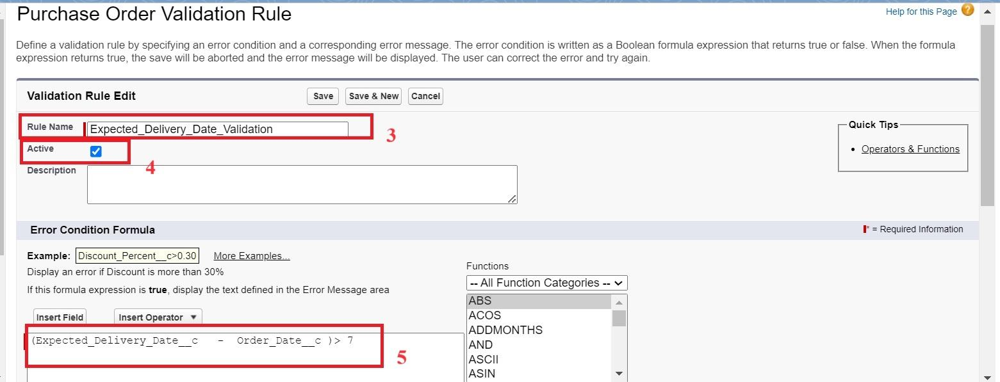 Purchase Order Validation Rule
Help for this Page
Define a validation rule by specifying an error condition and a corresponding error message. The error condition is written as a Boolean formula expression that returns true or false. When the formula
expression returns true, the save will be aborted and the error message will be displayed. The user can correct the error and try again.
Validation Rule Edit
Save
Save & New
Cancel
Rule Name
Expected_Delivery_Date_Validation
3
Active
4
Description
Quick Tips
• Operators & Functions
Error Condition Formula
* = Required Information
Example: Discount_Percent__c>0.30 More Examples...
Display an error if Discount is more than 30%
If this formula expression is true, display the text defined in the Error Message area
Insert Field
Insert Operator ▼
(Expected_Delivery_Date__c - Order_Date__c )> 7
5
Functions
-- All Function Categories --
ABS
ACOS
ADDMONTHS
AND
ASCII
ASIN